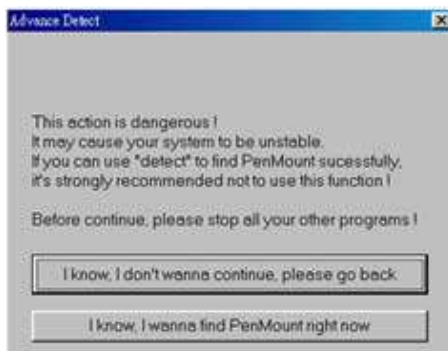 Advance Detect
This action is dangerous !
It may cause your system to be unstable.
If you can use "detect" to find PenMount sucessfully,
it's strongly recommended not to use this function !
Before continue, please stop all your other programs !
I know, I don't wanna continue, please go back
I know, I wanna find PenMount right now